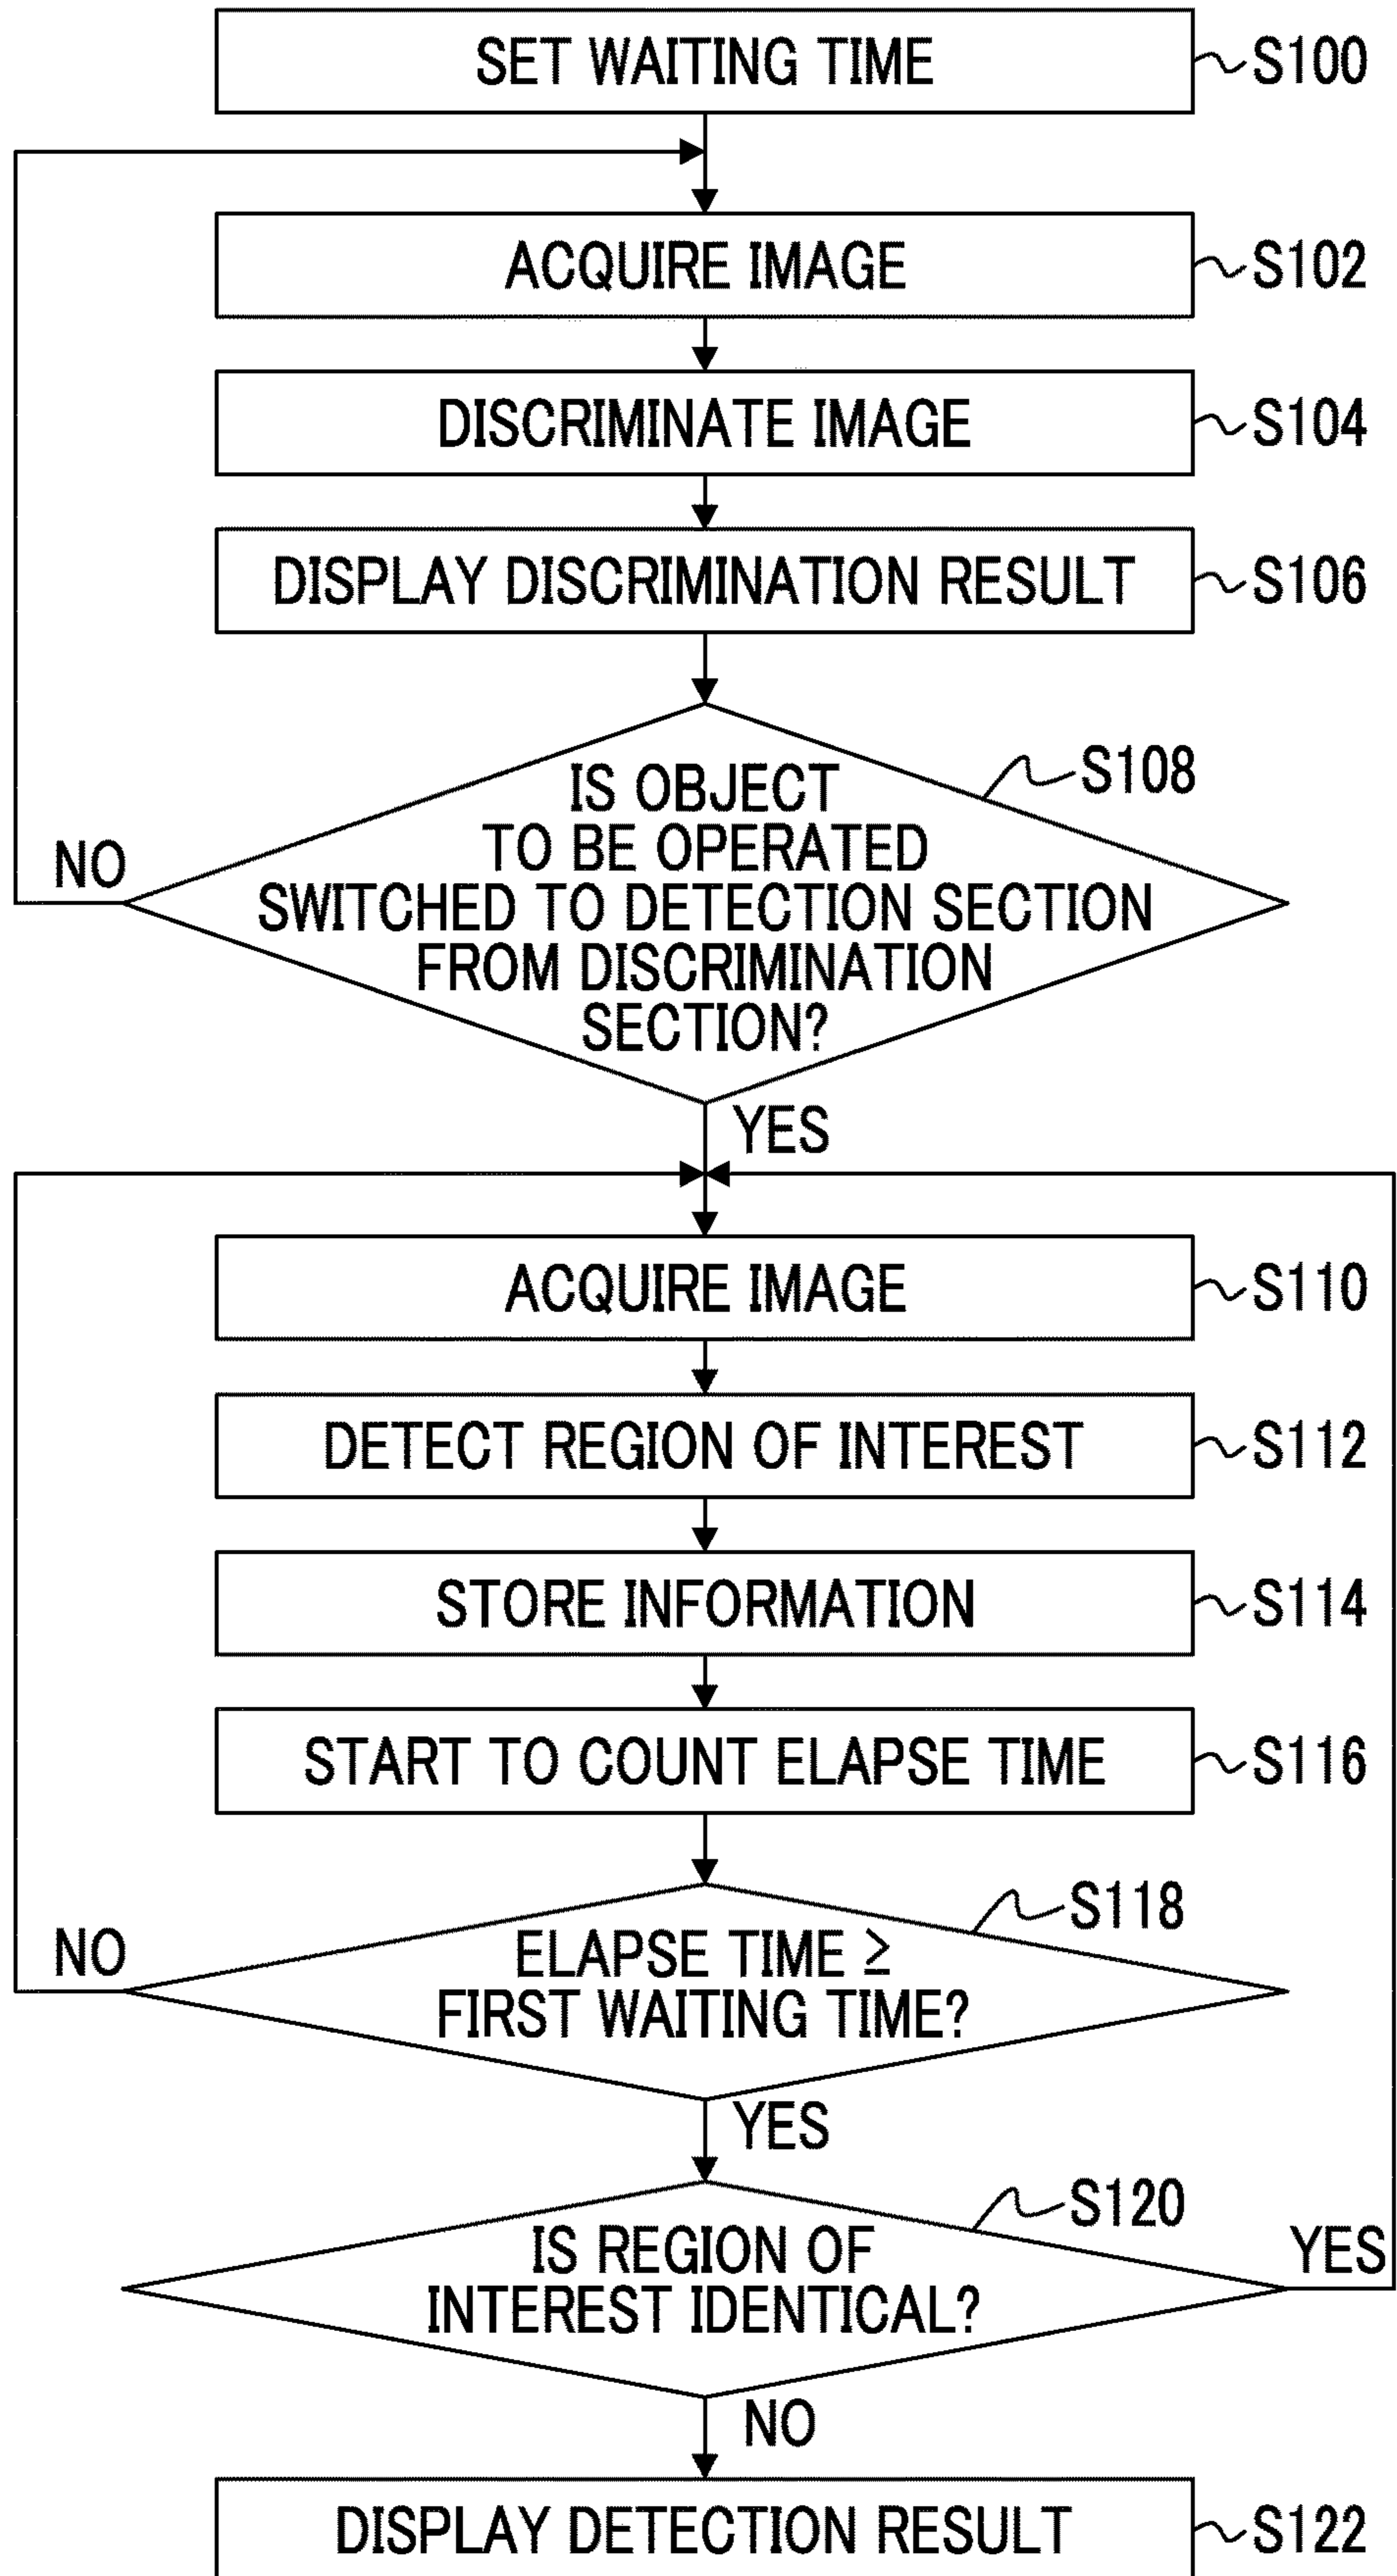 SET WAITING TIME
S100
ACQUIRE IMAGE
S102
DISCRIMINATE IMAGE
S104
DISPLAY DISCRIMINATION RESULT
S106
S108
IS OBJECT
TO BE OPERATED
SWITCHED TO DETECTION SECTION
FROM DISCRIMINATION
SECTION?
NO
YES
ACQUIRE IMAGE
S110
DETECT REGION OF INTEREST
S112
STORE INFORMATION
S114
START TO COUNT ELAPSE TIME
S116
S118
ELAPSE TIME ≥
FIRST WAITING TIME?
NO
YES
S120
IS REGION OF
INTEREST IDENTICAL?
YES
NO
DISPLAY DETECTION RESULT
S122